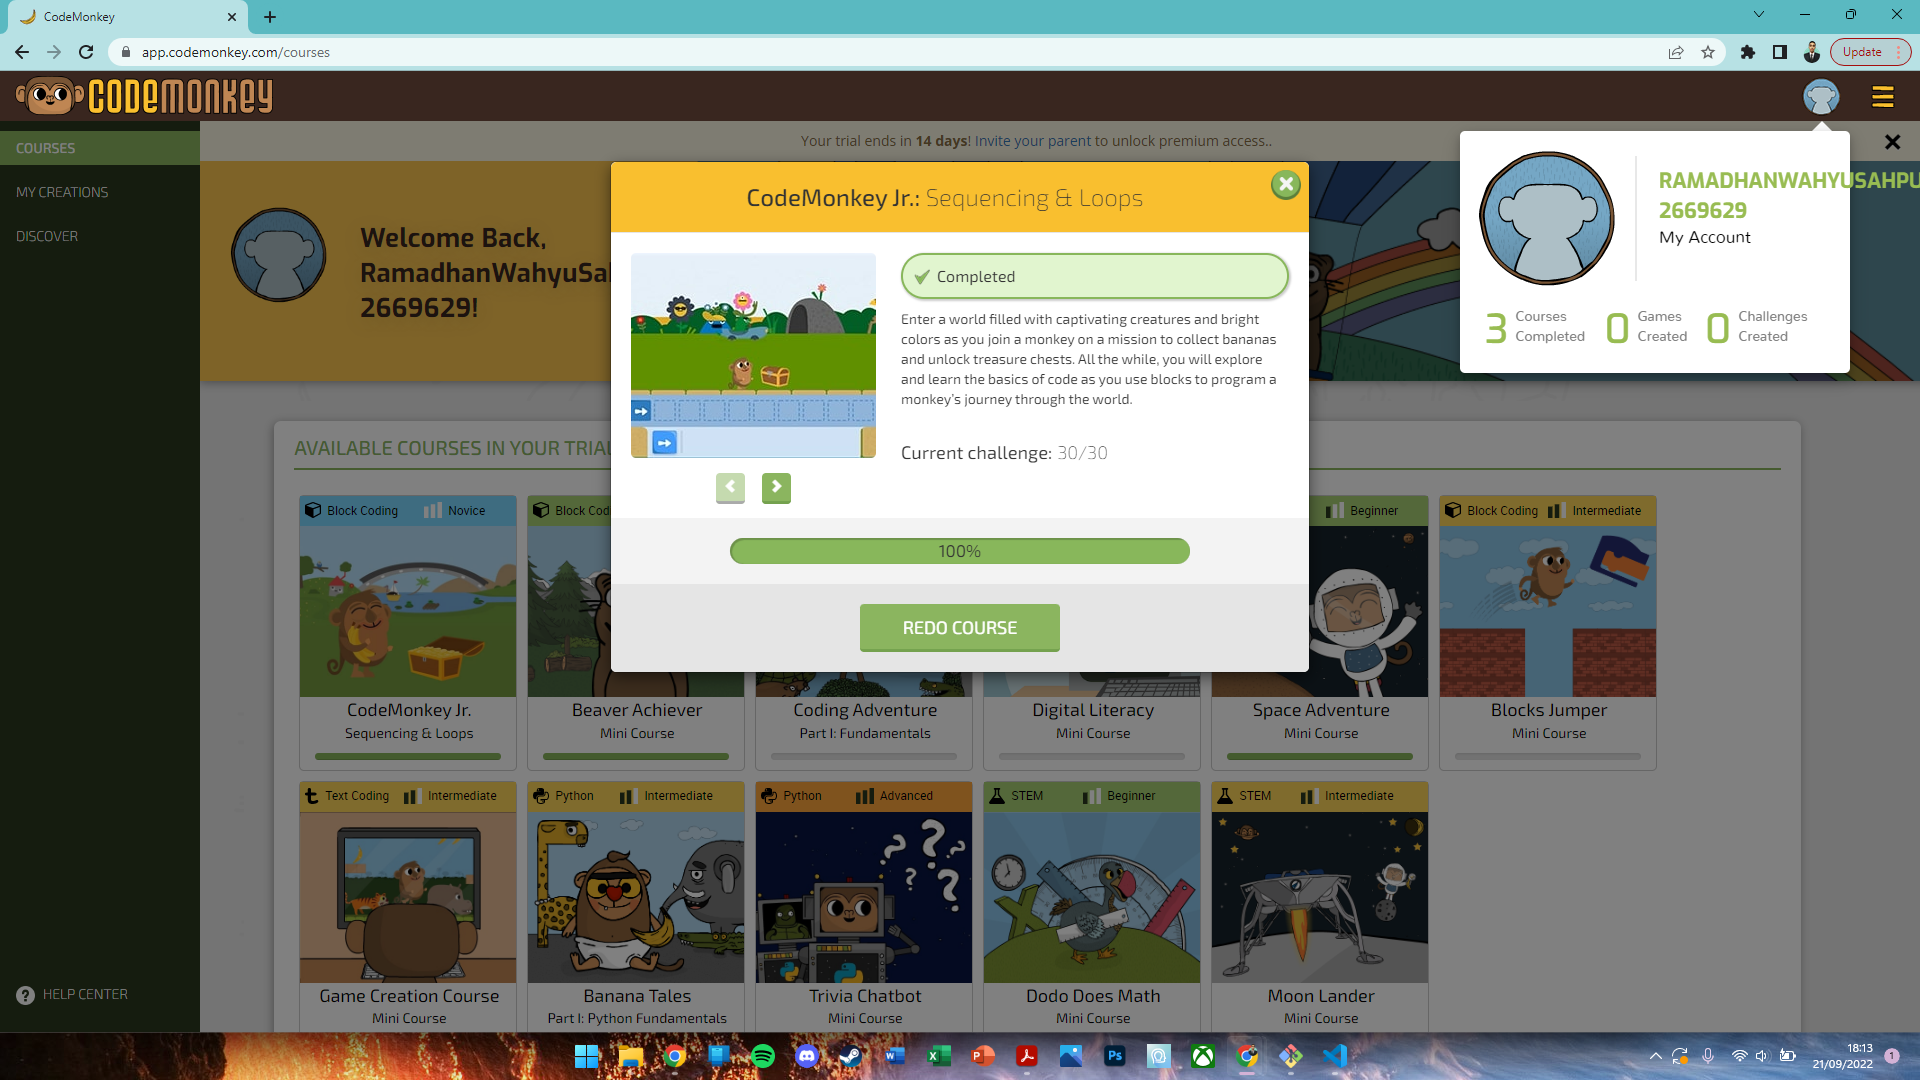 CodeMonkey
app.codemonkey.com/courses
Update
CODEMONKEY
COURSES
MY CREATIONS
DISCOVER
HELP CENTER
Your trial ends in 14 days! Invite your parent to unlock premium access..
Welcome Back,
RamadhanWahyuSa
2669629!
RAMADHANWAHYUSAHPU
2669629
My Account
3 Courses Completed
0 Games Created
0 Challenges Created
CodeMonkey Jr.: Sequencing & Loops
Completed
Enter a world filled with captivating creatures and bright
colors as you join a monkey on a mission to collect bananas
and unlock treasure chests. All the while, you will explore
and learn the basics of code as you use blocks to program a
monkey's journey through the world.
Current challenge: 30/30
100%
REDO COURSE
AVAILABLE COURSES IN YOUR TRIA
Block Coding Novice
Block Cod
Beginner
Block Coding Intermediate
CodeMonkey Jr.
Sequencing & Loops
Beaver Achiever
Mini Course
Coding Adventure
Part I: Fundamentals
Digital Literacy
Mini Course
Space Adventure
Mini Course
Blocks Jumper
Mini Course
Text Coding Intermediate
Python Intermediate
Python Advanced
STEM Beginner
STEM Intermediate
Game Creation Course
Mini Course
Banana Tales
Part I: Python Fundamentals
Trivia Chatbot
Mini Course
Dodo Does Math
Mini Course
Moon Lander
Mini Course
18:13
21/09/2022
1